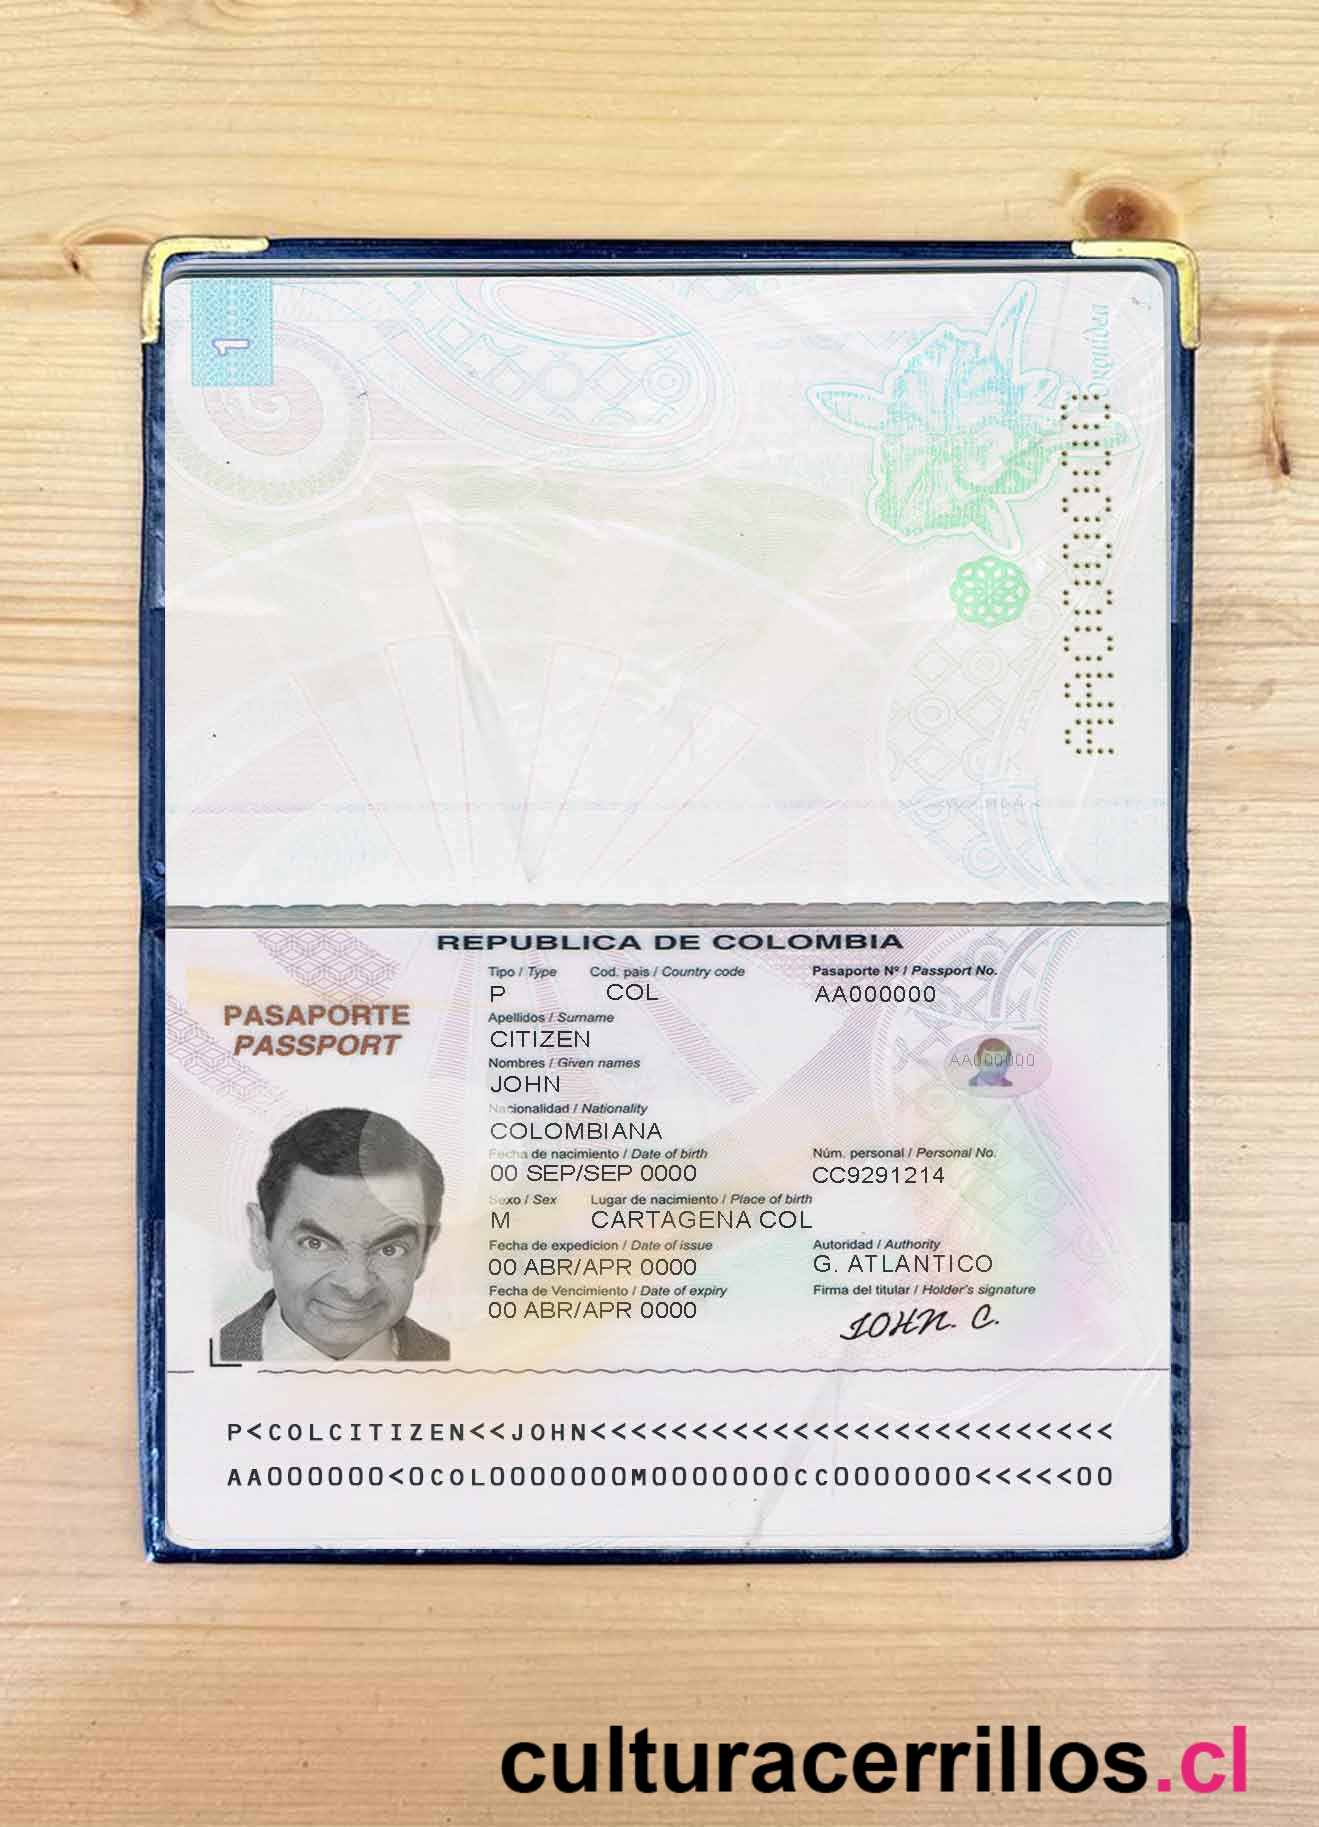 1
Colombia
AA000000
REPUBLICA DE COLOMBIA
Tipo / Type Cod. pais / Country code Pasaporte Nº / Passport No.
P COL AA000000
PASAPORTE
PASSPORT
Apellidos / Surname
CITIZEN
Nombres / Given names
JOHN
AA000000
Nacionalidad / Nationality
COLOMBIANA
Fecha de nacimiento / Date of birth Núm. personal / Personal No.
00 SEP/SEP 0000 CC9291214
Sexo / Sex Lugar de nacimiento / Place of birth
M CARTAGENA COL
Fecha de expedicion / Date of issue Autoridad / Authority
00 ABR/APR 0000 G. ATLANTICO
Fecha de Vencimiento / Date of expiry Firma del titular / Holder's signature
00 ABR/APR 0000 JOHN. C.
P<COLCITIZEN<<JOHN<<<<<<<<<<<<<<<<<<<<<<<<<<
AA000000<0COL0000000M0000000CC0000000<<<<<00
culturacerrillos.cl